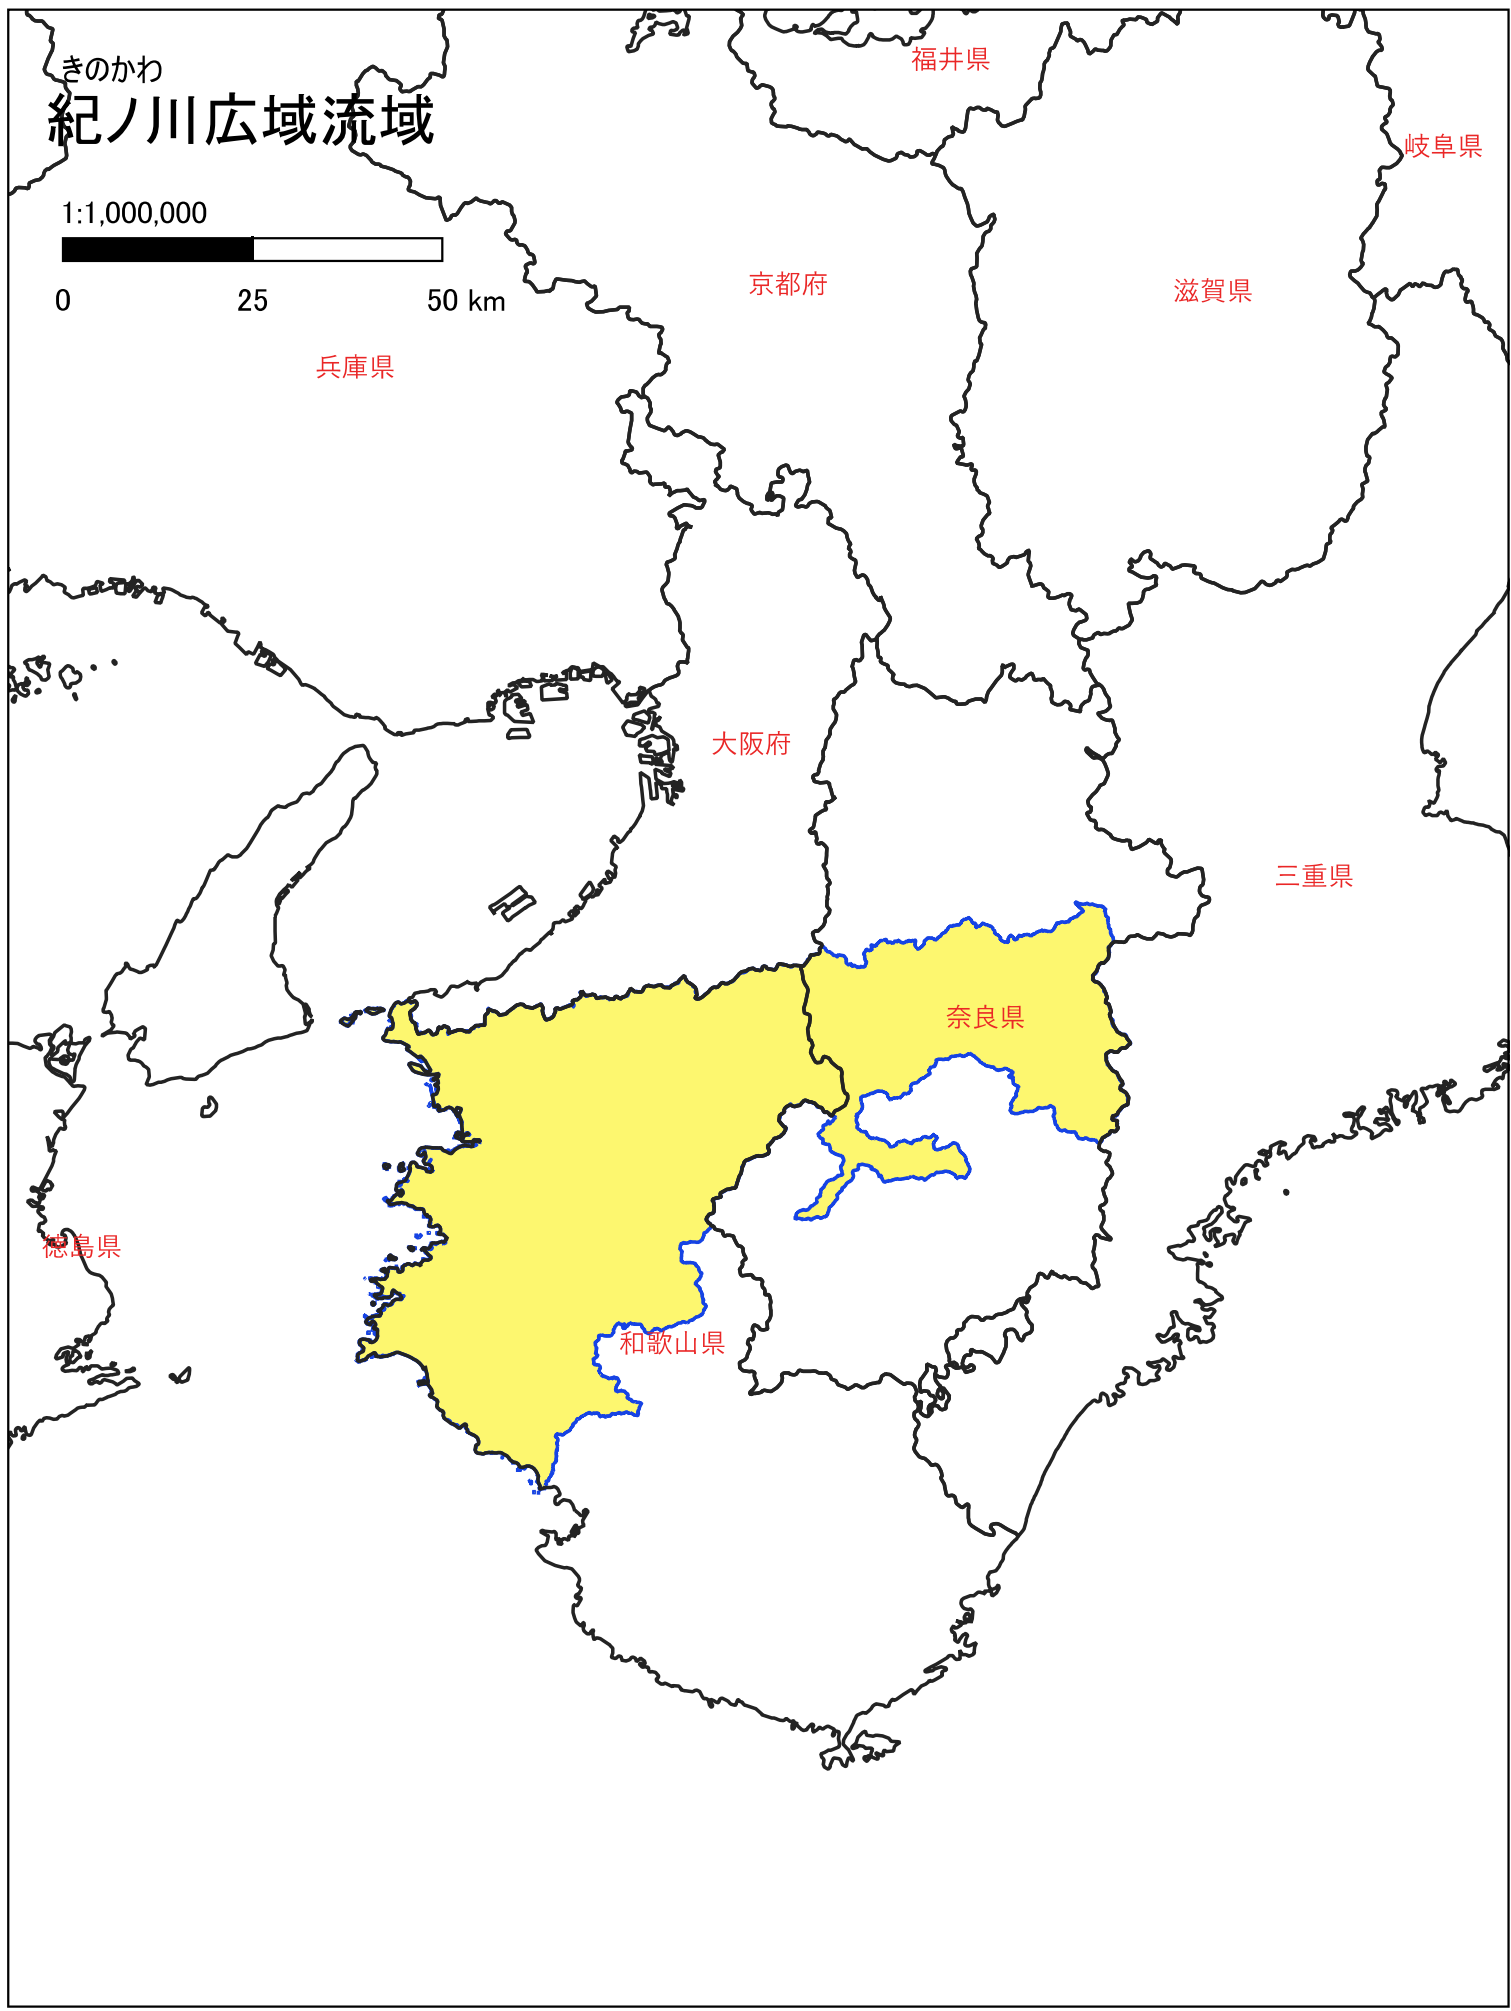 きのかわ
紀ノ川広域流域
1:1,000,000
0 25 50 km
福井県
岐阜県
京都府
滋賀県
兵庫県
大阪府
三重県
奈良県
徳島県
和歌山県